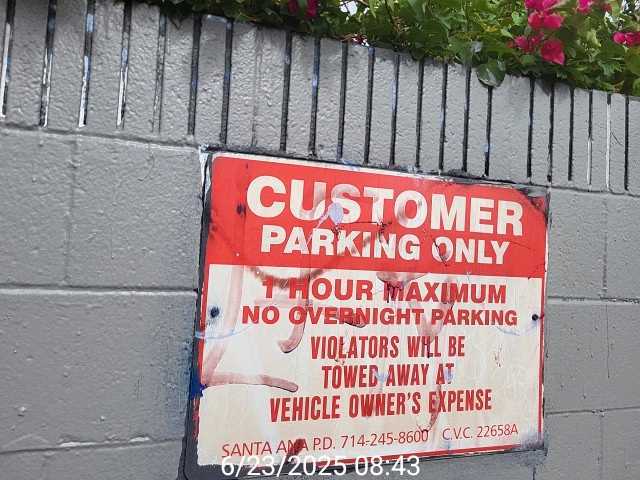 CUSTOMER
PARKING ONLY
1 HOUR MAXIMUM
NO OVERNIGHT PARKING
VIOLATORS WILL BE
TOWED AWAY AT
VEHICLE OWNER'S EXPENSE
SANTA ANA P.D. 714-245-8600 C.V.C. 22658A
6/23/2025 08:43